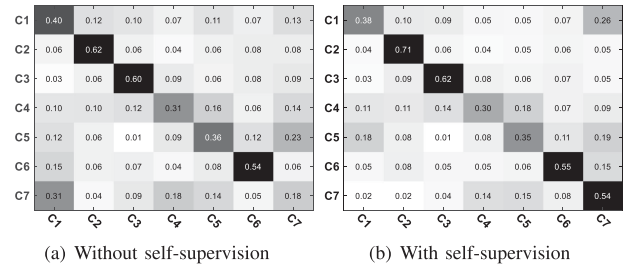 C1 0.40 0.12 0.10 0.07 0.11 0.07 0.13
C2 0.06 0.62 0.06 0.04 0.06 0.08 0.08
C3 0.03 0.06 0.60 0.09 0.06 0.08 0.09
C4 0.10 0.10 0.12 0.31 0.16 0.06 0.14
C5 0.12 0.06 0.01 0.09 0.36 0.12 0.23
C6 0.15 0.06 0.07 0.04 0.08 0.54 0.06
C7 0.31 0.04 0.09 0.18 0.14 0.05 0.18
C1 C2 C3 C4 C5 C6 C7
(a) Without self-supervision
C1 0.38 0.10 0.09 0.04 0.05 0.07 0.26
C2 0.04 0.71 0.06 0.04 0.05 0.06 0.05
C3 0.03 0.09 0.62 0.08 0.06 0.07 0.05
C4 0.11 0.11 0.14 0.30 0.18 0.07 0.09
C5 0.18 0.08 0.01 0.08 0.35 0.11 0.19
C6 0.05 0.08 0.05 0.05 0.06 0.55 0.15
C7 0.02 0.02 0.04 0.14 0.15 0.08 0.54
C1 C2 C3 C4 C5 C6 C7
(b) With self-supervision